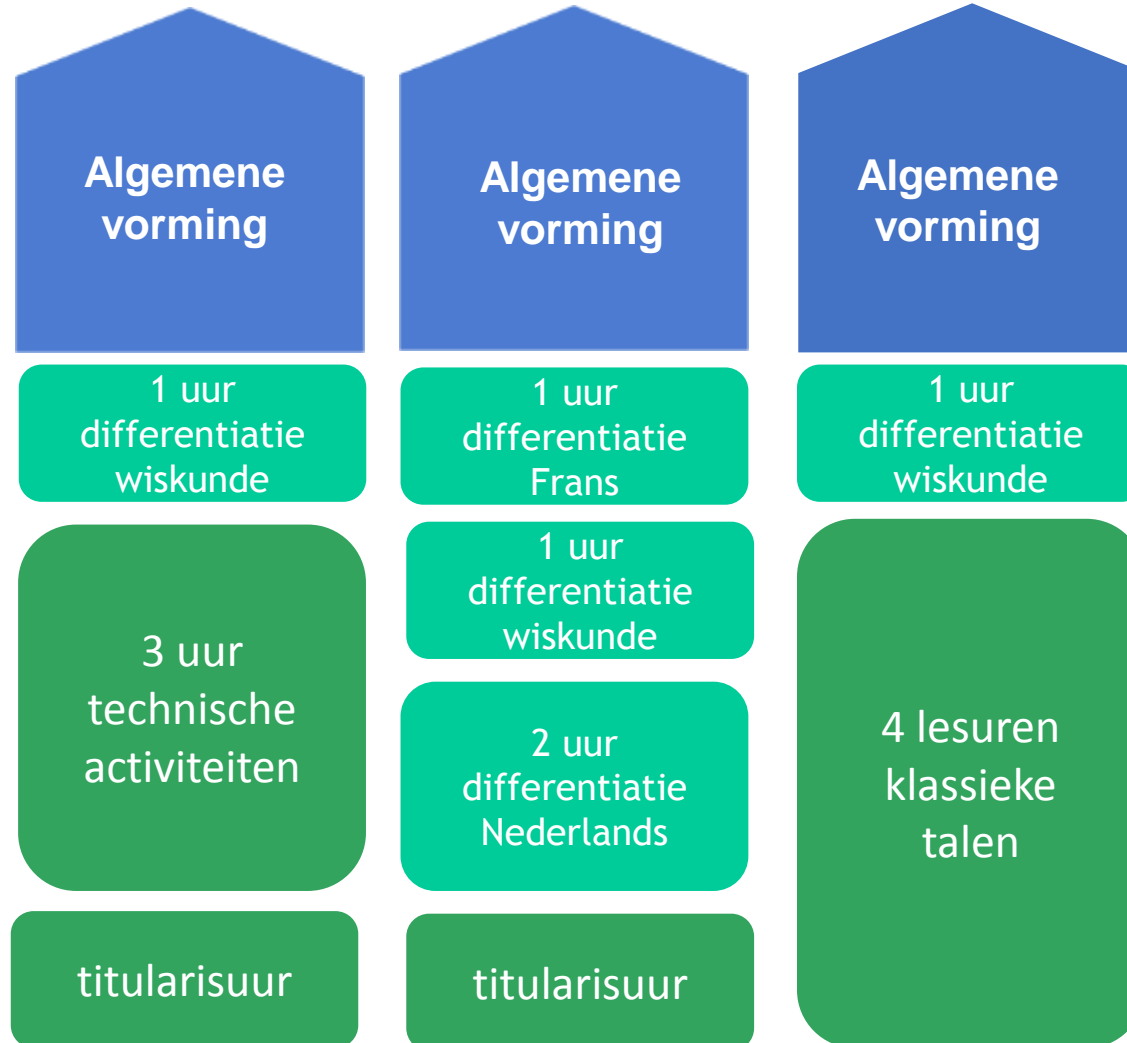 Algemene
vorming
1 uur
differentiatie
wiskunde
3 uur
technische
activiteiten
titularisuur
Algemene
vorming
1 uur
differentiatie
Frans
1 uur
differentiatie
wiskunde
2 uur
differentiatie
Nederlands
titularisuur
Algemene
vorming
1 uur
differentiatie
wiskunde
4 lesuren
klassieke
talen